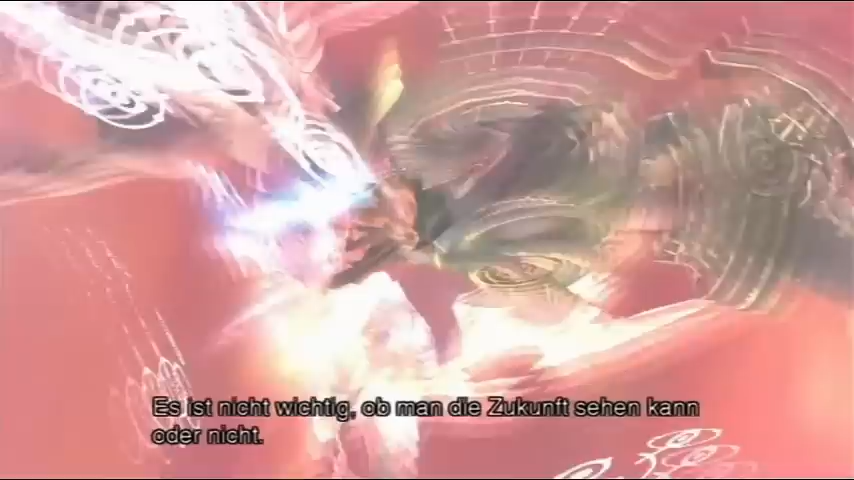 Es ist nicht wichtig, ob man die Zukunft sehen kann
oder nicht.